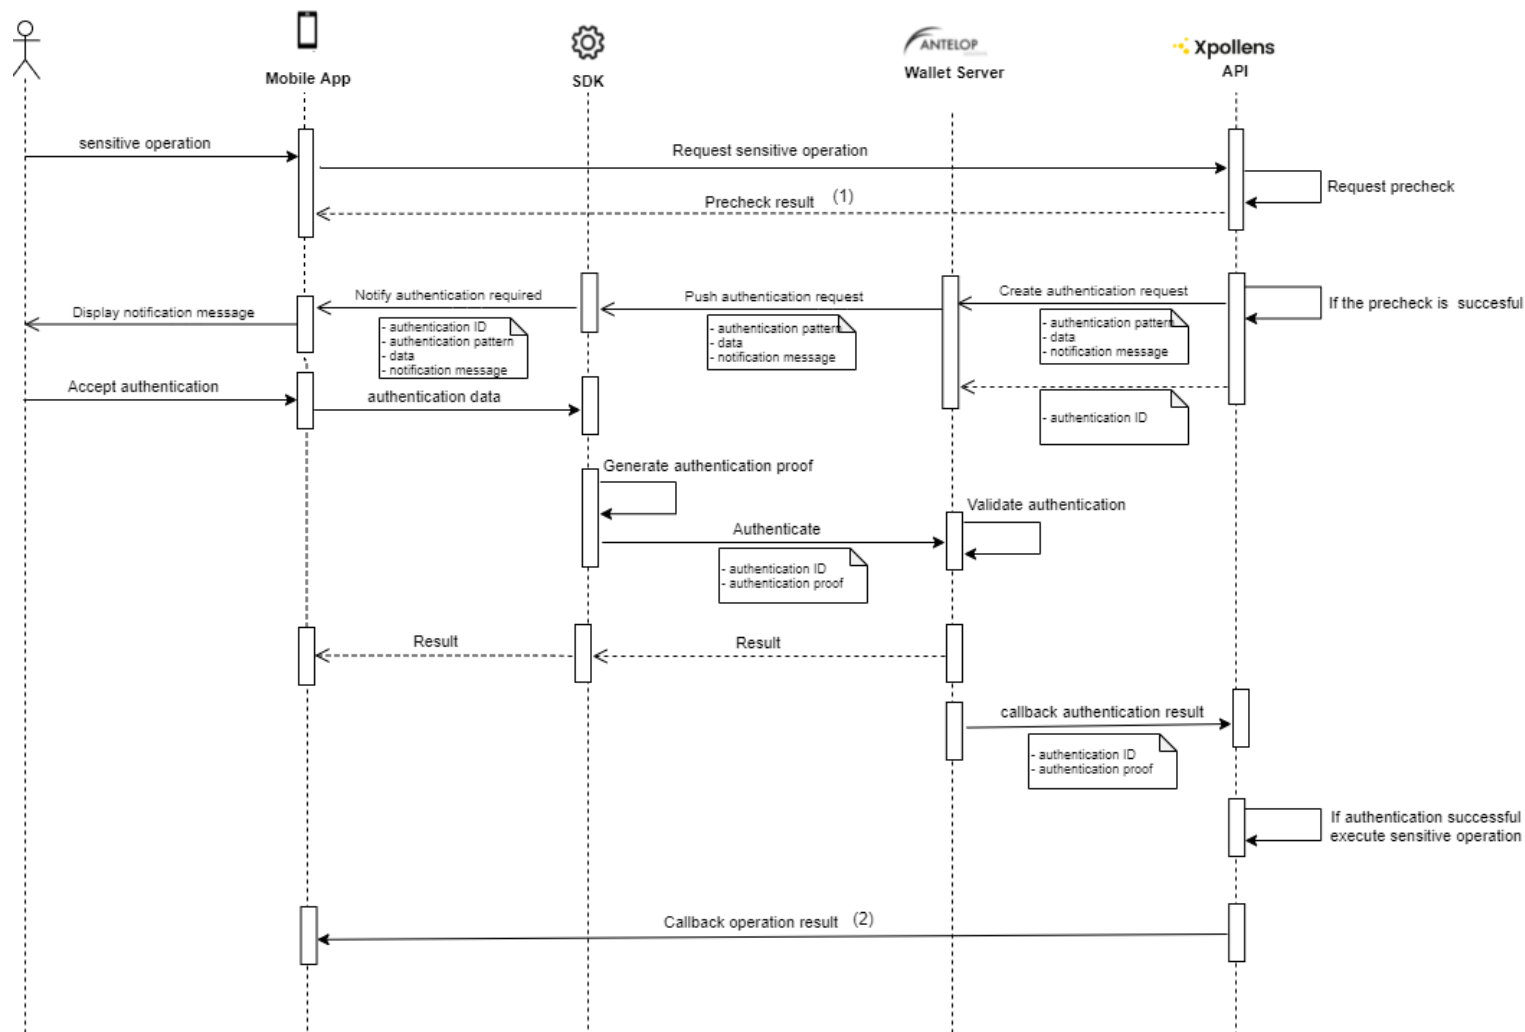 ANTELOP
Xpollens
Mobile App
SDK
Wallet Server
API
sensitive operation
Request sensitive operation
Request precheck
Precheck result (1)
Notify authentication required
Push authentication request
Create authentication request
If the precheck is succesful
Display notification message
- authentication ID
- authentication pattern
- data
- notification message
- authentication pattern
- data
- notification message
- authentication pattern
- data
- notification message
Accept authentication
authentication data
- authentication ID
Generate authentication proof
Validate authentication
Authenticate
- authentication ID
- authentication proof
Result
Result
callback authentication result
- authentication ID
- authentication proof
If authentication successful
execute sensitive operation
Callback operation result (2)